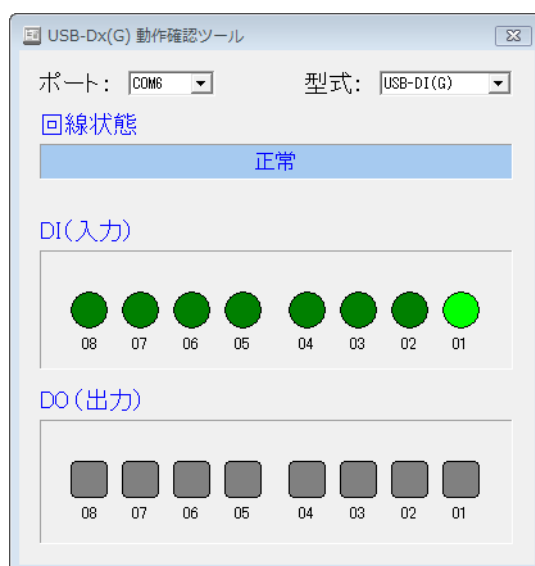 USB-Dx(G) 動作確認ツール
ポート: COM6 型式: USB-DI(G)
回線状態
正常
DI(入力)
08 07 06 05 04 03 02 01
DO(出力)
08 07 06 05 04 03 02 01